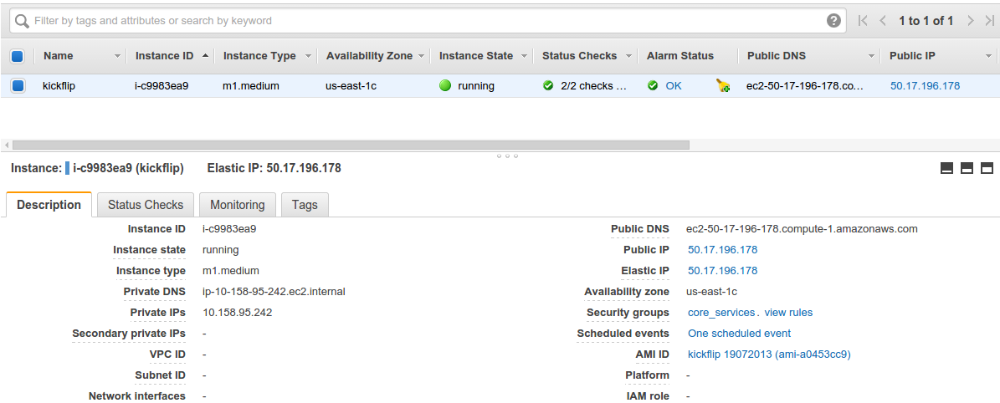 Filter by tags and attributes or search by keyword ? 1 to 1 of 1
Name Instance ID Instance Type Availability Zone Instance State Status Checks Alarm Status Public DNS Public IP
kickflip i-c9983ea9 m1.medium us-east-1c running 2/2 checks ... OK ec2-50-17-196-178.co... 50.17.196.178
Instance: i-c9983ea9 (kickflip) Elastic IP: 50.17.196.178
Description Status Checks Monitoring Tags
Instance ID i-c9983ea9 Public DNS ec2-50-17-196-178.compute-1.amazonaws.com
Instance state running Public IP 50.17.196.178
Instance type m1.medium Elastic IP 50.17.196.178
Private DNS ip-10-158-95-242.ec2.internal Availability zone us-east-1c
Private IPs 10.158.95.242 Security groups core_services. view rules
Secondary private IPs - Scheduled events One scheduled event
VPC ID - AMI ID kickflip 19072013 (ami-a0453cc9)
Subnet ID - Platform -
Network interfaces - IAM role -